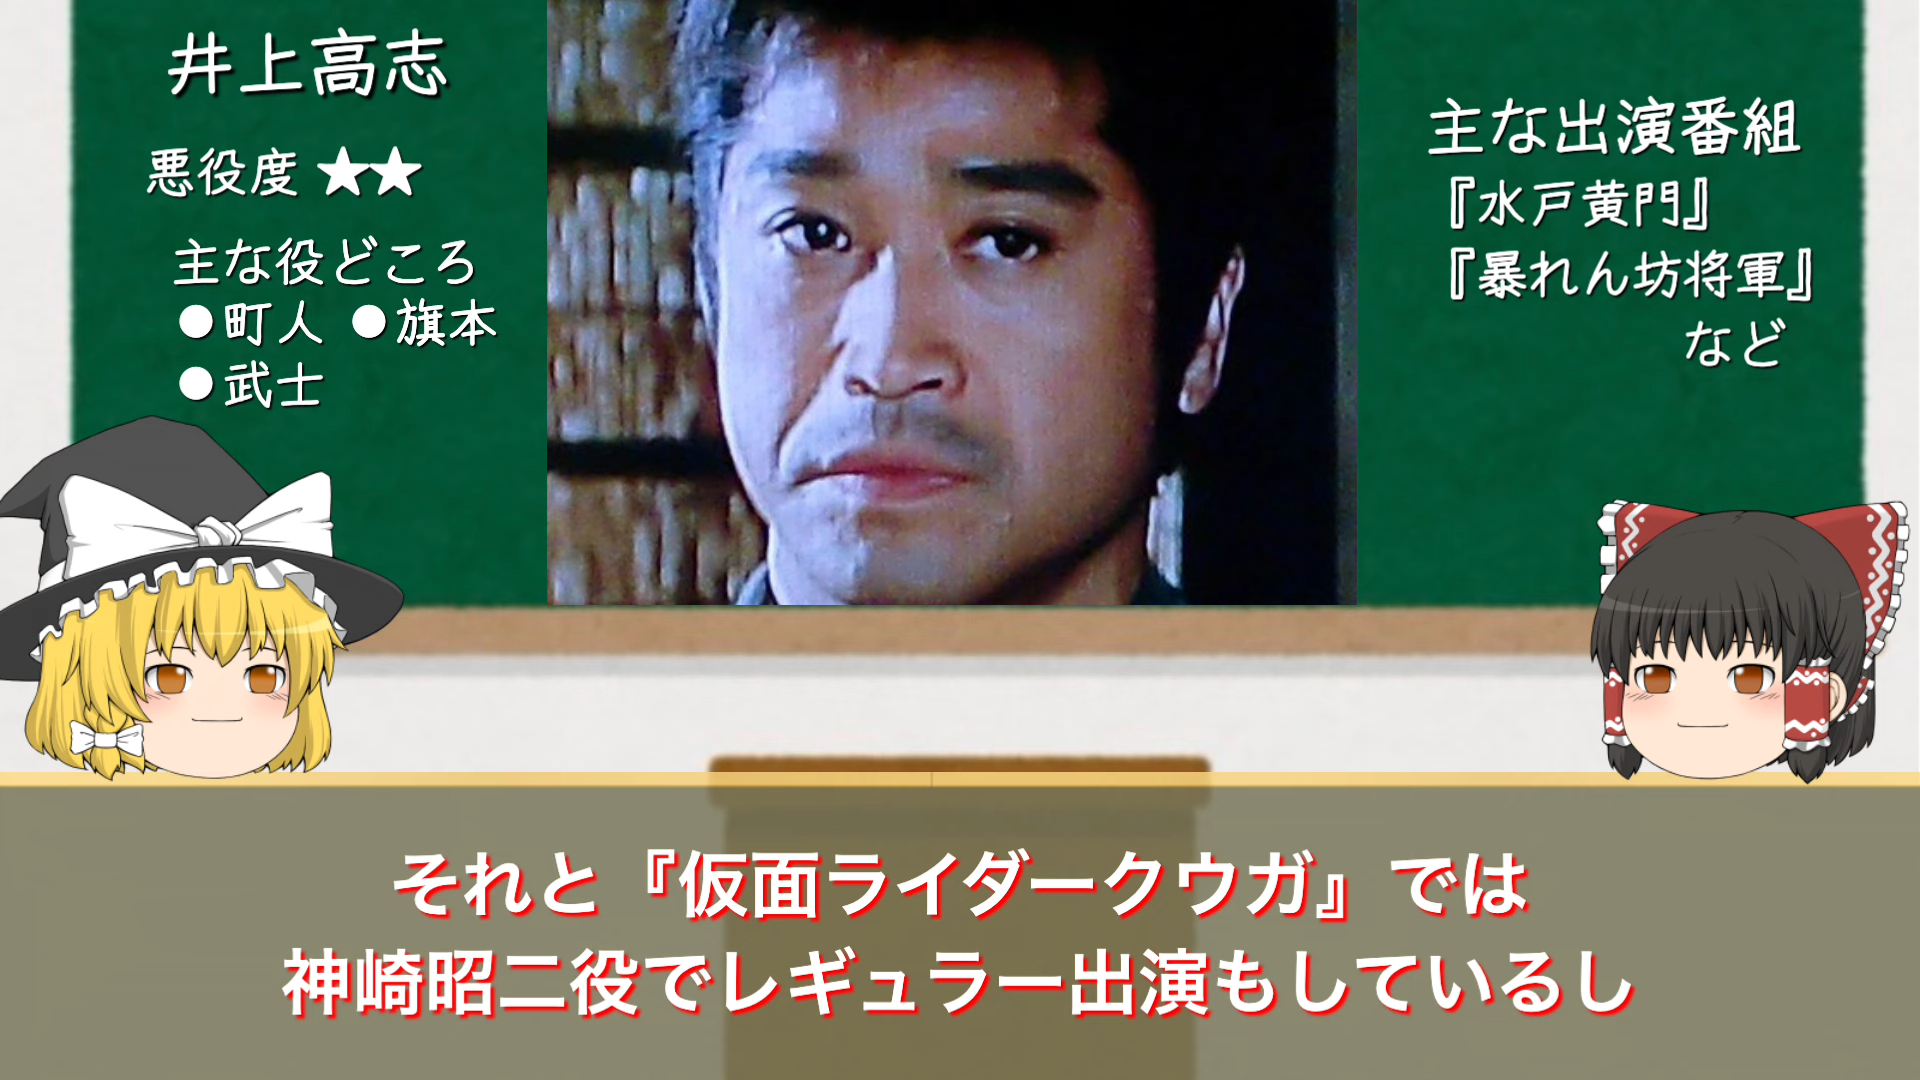 井上高志
悪役度 ★★
主な役どころ
●町人 ●旗本
●武士
主な出演番組
『水戸黄門』
『暴れん坊将軍』
など
それと『仮面ライダークウガ』では
神崎昭二役でレギュラー出演もしているし